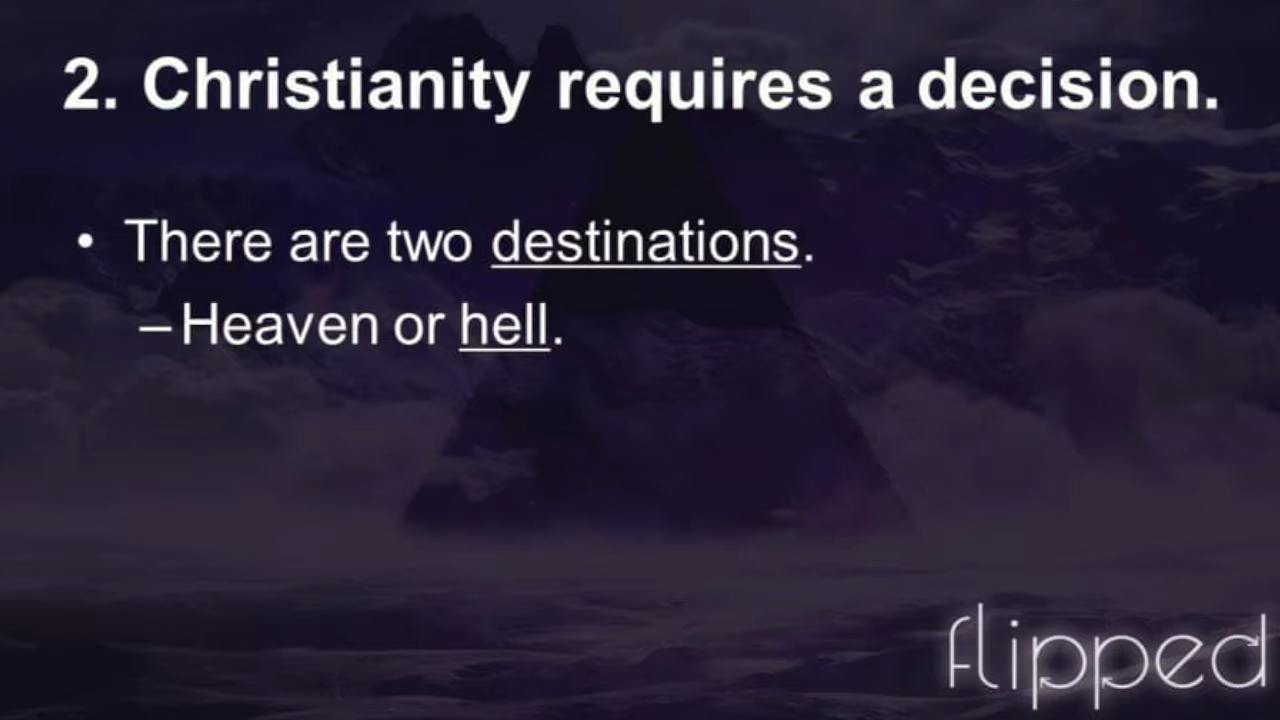 2. Christianity requires a decision.
• There are two destinations.
– Heaven or hell.
flipped